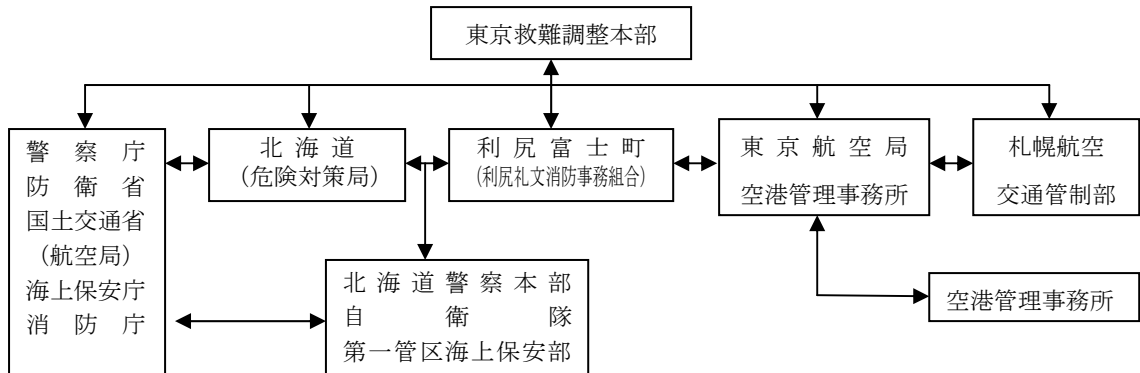 東京救難調整本部
警察庁
防衛省
国土交通省
(航空局)
海上保安庁
消防庁
北海道
(危険対策局)
利尻富士町
(利尻礼文消防事務組合)
東京航空局
空港管理事務所
札幌航空
交通管制部
北海道警察本部
自衛隊
第一管区海上保安部
空港管理事務所